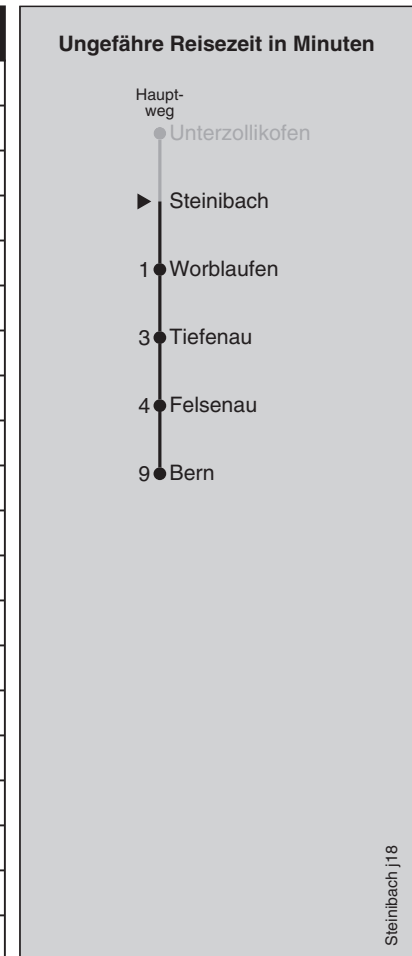 Ungefähre Reisezeit in Minuten
Haupt-
weg
Unterzollikofen
Steinibach
1 Worblaufen
3 Tiefenau
4 Felsenau
9 Bern
Steinibach j18